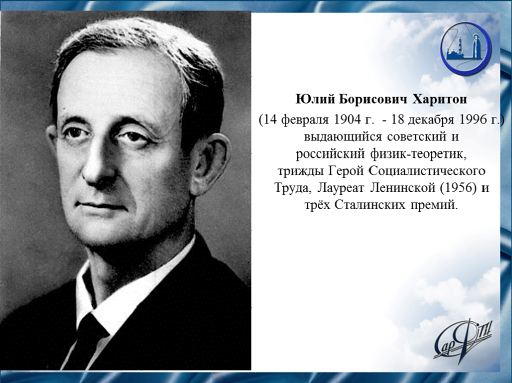 Юлий Борисович Харитон
(14 февраля 1904 г.  - 18 декабря 1996 г.)
выдающийся советский и
российский физик-теоретик,
трижды Герой Социалистического
Труда, Лауреат Ленинской (1956) и
трёх Сталинских премий.
СарФТИ